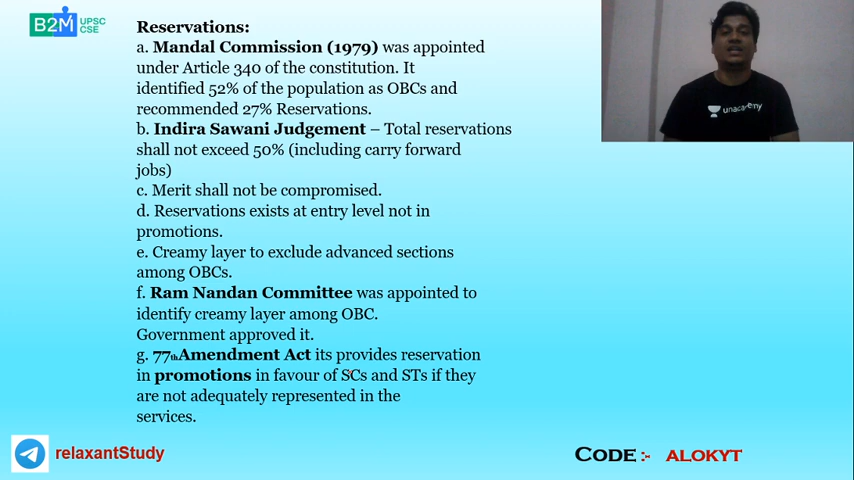 B2M UPSC
CSE
Reservations:
a. Mandal Commission (1979) was appointed
under Article 340 of the constitution. It
identified 52% of the population as OBCs and
recommended 27% Reservations.
b. Indira Sawani Judgement – Total reservations
shall not exceed 50% (including carry forward
jobs)
c. Merit shall not be compromised.
d. Reservations exists at entry level not in
promotions.
e. Creamy layer to exclude advanced sections
among OBCs.
f. Ram Nandan Committee was appointed to
identify creamy layer among OBC.
Government approved it.
g. 77thAmendment Act its provides reservation
in promotions in favour of SCs and STs if they
are not adequately represented in the
services.
unacademy
relaxantStudy
CODE :- ALOKYT